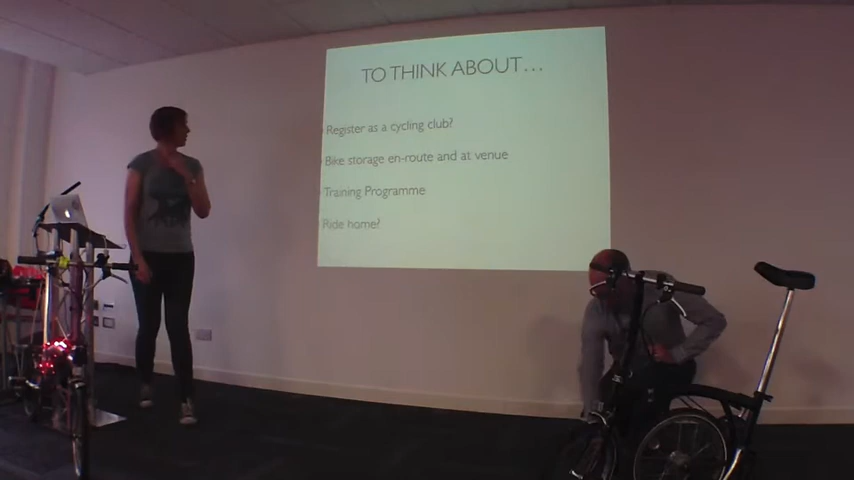 TO THINK ABOUT...
Register as a cycling club?
Bike storage en-route and at venue
Training Programme
Ride home?